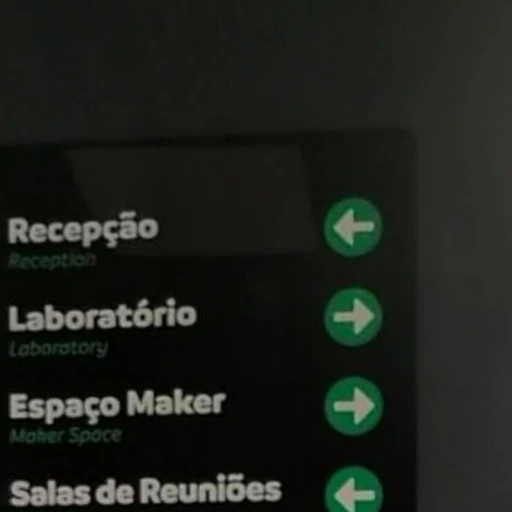 Recepção
Reception
Laboratório
Laboratory
Espaço Maker
Maker Space
Salas de Reuniões